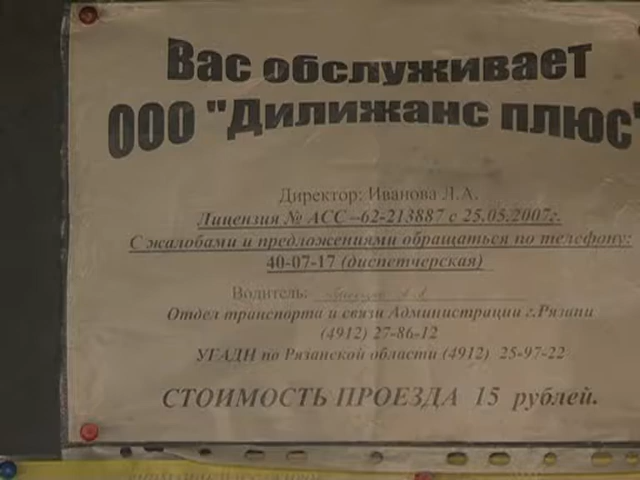 Вас обслуживает
ООО "Дилижанс плюс"
Директор: Иванова Л.А.
Лицензия № АСС –62-213887 с 25.05.2007г.
С жалобами и предложениями обращаться по телефону:
40-07-17 (диспетчерская)
Водитель:
Отдел транспорта и связи Администрации г.Рязани
(4912) 27-86-12
УГАДН по Рязанской области (4912) 25-97-22
СТОИМОСТЬ ПРОЕЗДА 15 рублей.